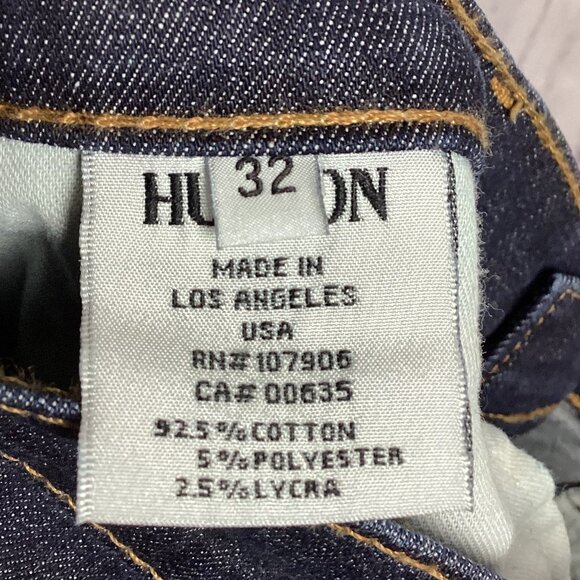 32
HU ON
MADE IN
LOS ANGELES
USA
RN# 107906
CA# 00635
92.5% COTTON
5% POLYESTER
2.5% LYCRA